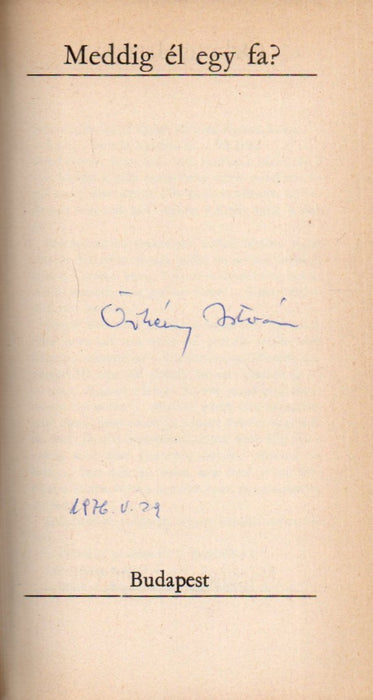 Meddig él egy fa?
Örkény István
1976. V. 29
Budapest